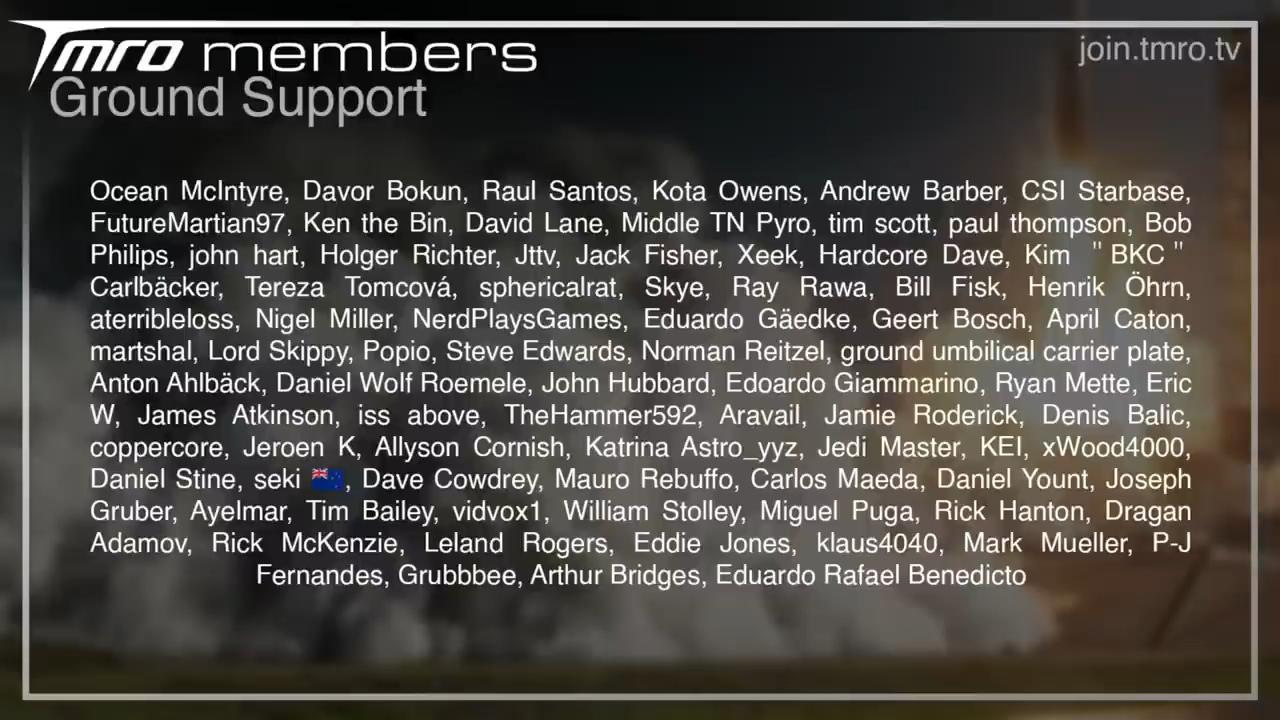 Tmro members
join.tmro.tv
Ground Support
Ocean McIntyre, Davor Bokun, Raul Santos, Kota Owens, Andrew Barber, CSI Starbase,
FutureMartian97, Ken the Bin, David Lane, Middle TN Pyro, tim scott, paul thompson, Bob
Philips, john hart, Holger Richter, Jttv, Jack Fisher, Xeek, Hardcore Dave, Kim "BKC"
Carlbäcker, Tereza Tomcová, sphericalrat, Skye, Ray Rawa, Bill Fisk, Henrik Öhrn,
aterribleloss, Nigel Miller, NerdPlaysGames, Eduardo Gäedke, Geert Bosch, April Caton,
martshal, Lord Skippy, Popio, Steve Edwards, Norman Reitzel, ground umbilical carrier plate,
Anton Ahlbäck, Daniel Wolf Roemele, John Hubbard, Edoardo Giammarino, Ryan Mette, Eric
W, James Atkinson, iss above, TheHammer592, Aravail, Jamie Roderick, Denis Balic,
coppercore, Jeroen K, Allyson Cornish, Katrina Astro_yyz, Jedi Master, KEI, xWood4000,
Daniel Stine, seki 🇳🇿, Dave Cowdrey, Mauro Rebuffo, Carlos Maeda, Daniel Yount, Joseph
Gruber, Ayelmar, Tim Bailey, vidvox1, William Stolley, Miguel Puga, Rick Hanton, Dragan
Adamov, Rick McKenzie, Leland Rogers, Eddie Jones, klaus4040, Mark Mueller, P-J
Fernandes, Grubbbee, Arthur Bridges, Eduardo Rafael Benedicto